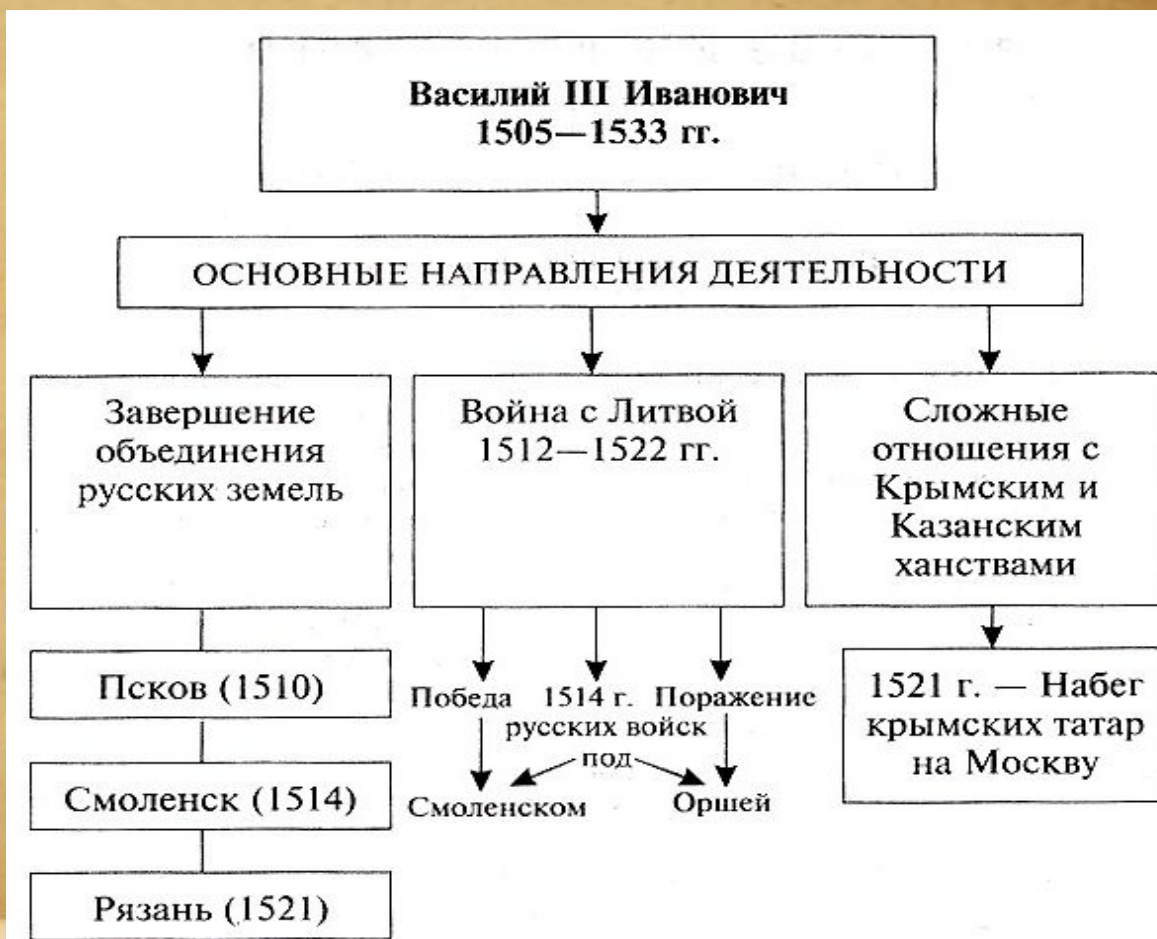 Василий III Иванович
1505—1533 гг.
ОСНОВНЫЕ НАПРАВЛЕНИЯ ДЕЯТЕЛЬНОСТИ
Завершение
объединения
русских земель
Псков (1510)
Смоленск (1514)
Рязань (1521)
Война с Литвой
1512—1522 гг.
Победа 1514 г. Поражение
русских войск
под
Смоленском Оршей
Сложные
отношения с
Крымским и
Казанским
ханствами
1521 г. — Набег
крымских татар
на Москву